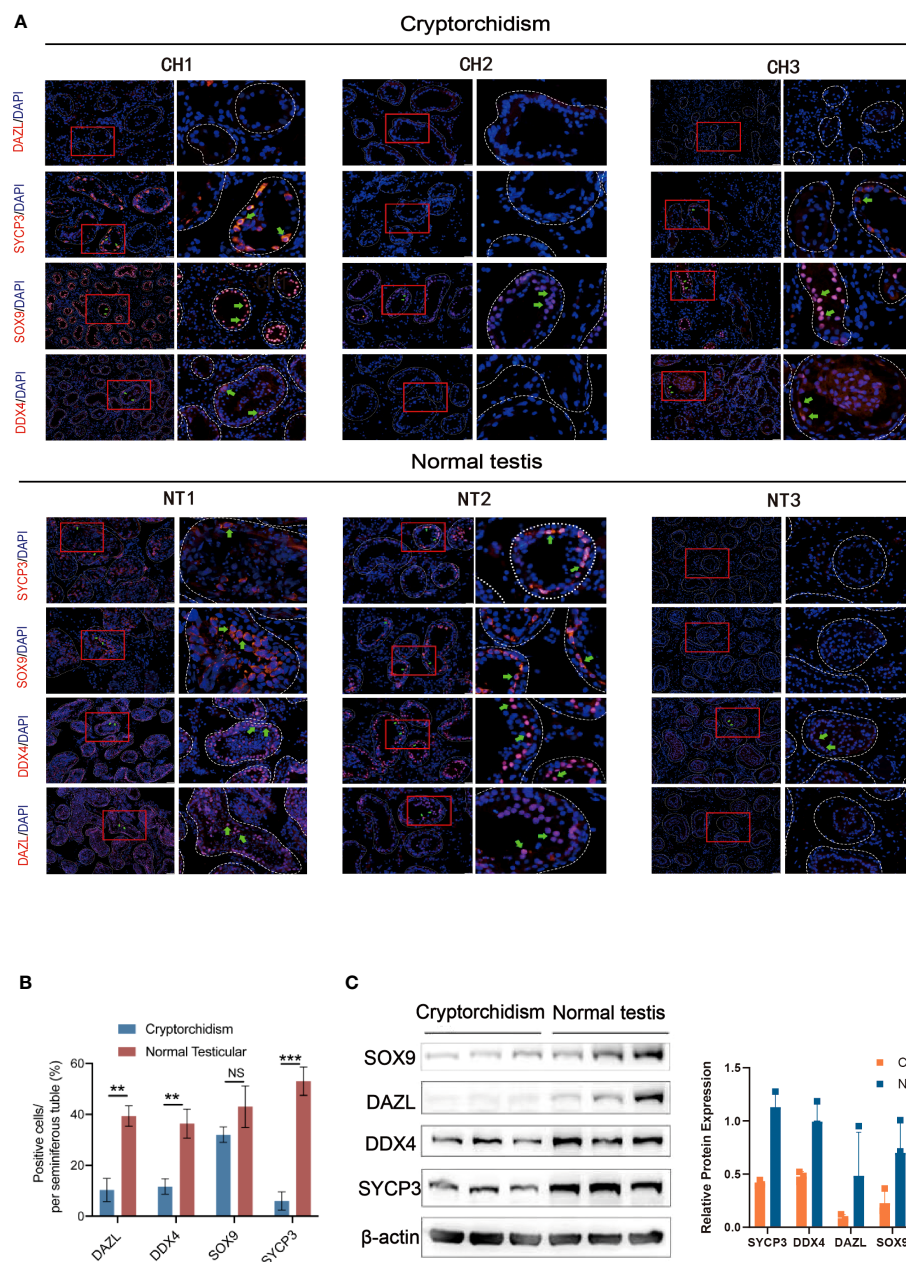 A
Cryptorchidism
CH1
CH2
CH3
DAZL/DAPI
SYCP3/DAPI
SOX9/DAPI
DDX4/DAPI
Normal testis
NT1
NT2
NT3
SYCP3/DAPI
SOX9/DAPI
DDX4/DAPI
DAZL/DAPI
B
Cryptorchidism
Normal Testicular
Positive cells/
per seminiferous tuble (%)
60
40
20
0
**
**
NS
***
DAZL
DDX4
SOX9
SYCP3
C
Cryptorchidism Normal testis
SOX9
DAZL
DDX4
SYCP3
β-actin
Relative Protein Expression
1.5
1.0
0.5
0.0
C
N
SYCP3 DDX4 DAZL SOX9